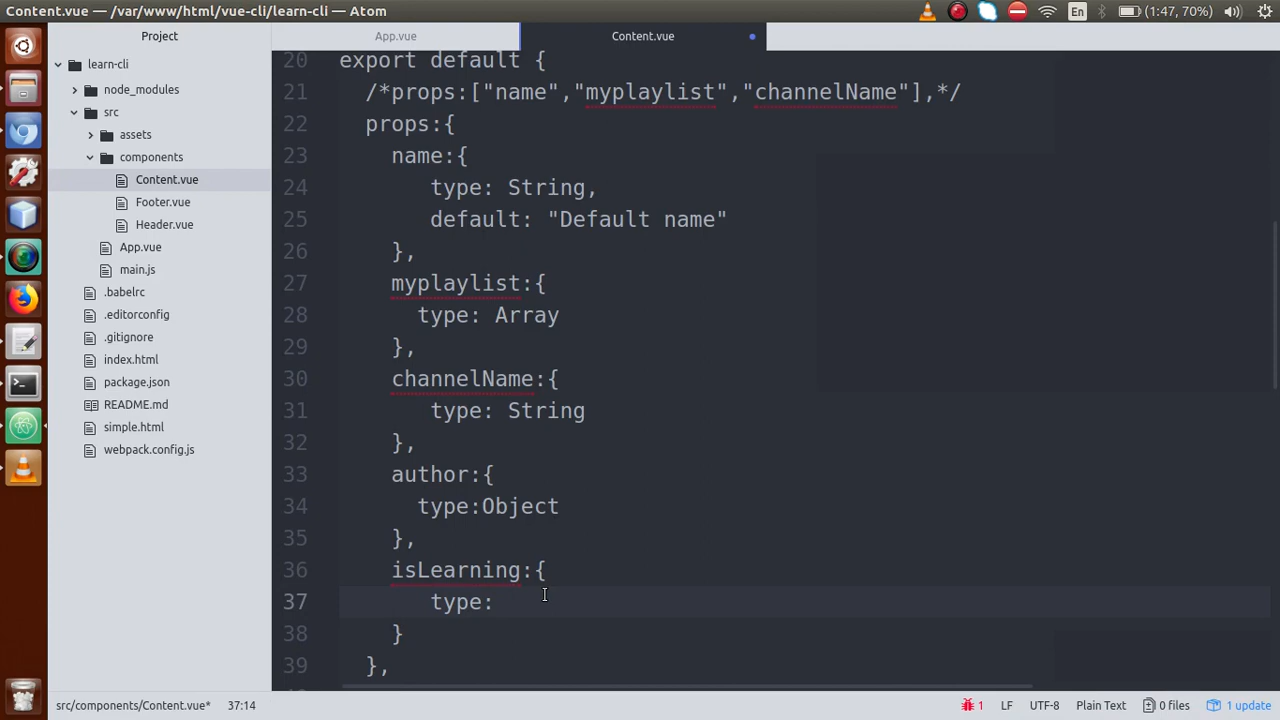 Content.vue — /var/www/html/vue-cli/learn-cli — Atom
En
(1:47, 70%)
Project
App.vue
Content.vue
learn-cli
node_modules
src
assets
components
Content.vue
Footer.vue
Header.vue
App.vue
main.js
.babelrc
.editorconfig
.gitignore
index.html
package.json
README.md
simple.html
webpack.config.js
20 export default {
21 /*props:["name","myplaylist","channelName"],*/
22 props:{
23 name:{
24 type: String,
25 default: "Default name"
26 },
27 myplaylist:{
28 type: Array
29 },
30 channelName:{
31 type: String
32 },
33 author:{
34 type:Object
35 },
36 isLearning:{
37 type:
38 }
39 },
src/components/Content.vue* 37:14 1 LF UTF-8 Plain Text 0 files 1 update